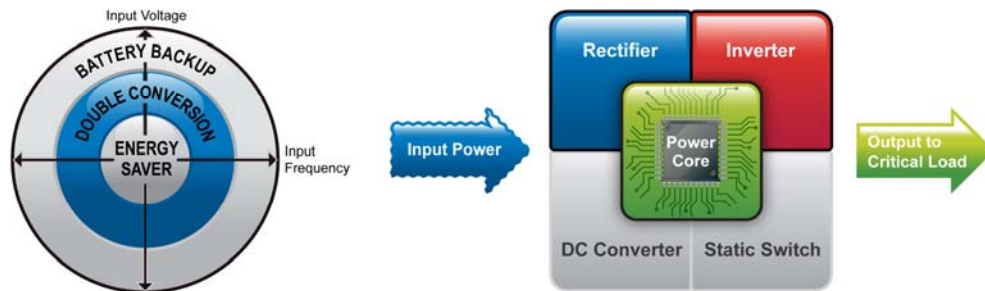 Input Voltage
BATTERY BACKUP
DOUBLE CONVERSION
ENERGY
SAVER
Input
Frequency
Input Power
Rectifier
Inverter
Power
Core
DC Converter
Static Switch
Output to
Critical Load